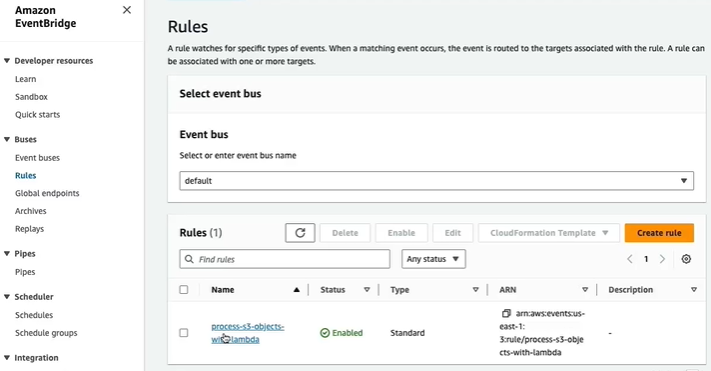 Amazon
EventBridge
Developer resources
Learn
Sandbox
Quick starts
Buses
Event buses
Rules
Global endpoints
Archives
Replays
Pipes
Pipes
Scheduler
Schedules
Schedule groups
Integration
Rules
A rule watches for specific types of events. When a matching event occurs, the event is routed to the targets associated with the rule. A rule can
be associated with one or more targets.
Select event bus
Event bus
Select or enter event bus name
default
Rules (1)
Delete
Enable
Edit
CloudFormation Template
Create rule
Find rules
Any status
1
Name
Status
Type
ARN
Description
process-s3-objects-
with-lambda
Enabled
Standard
arn:aws:events:us-
east-1:
3:rule/process-s3-obje
cts-with-lambda
-